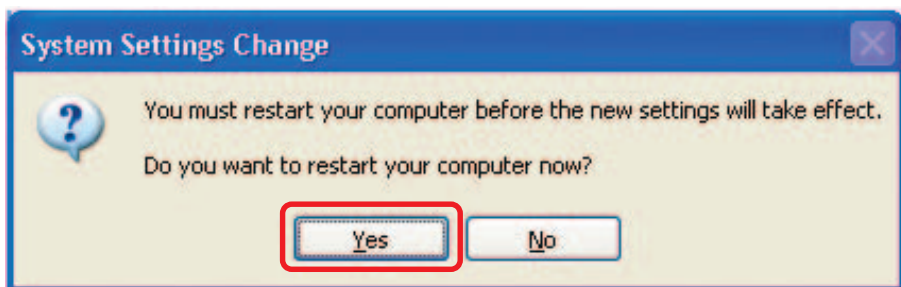 System Settings Change
You must restart your computer before the new settings will take effect.
Do you want to restart your computer now?
Yes No